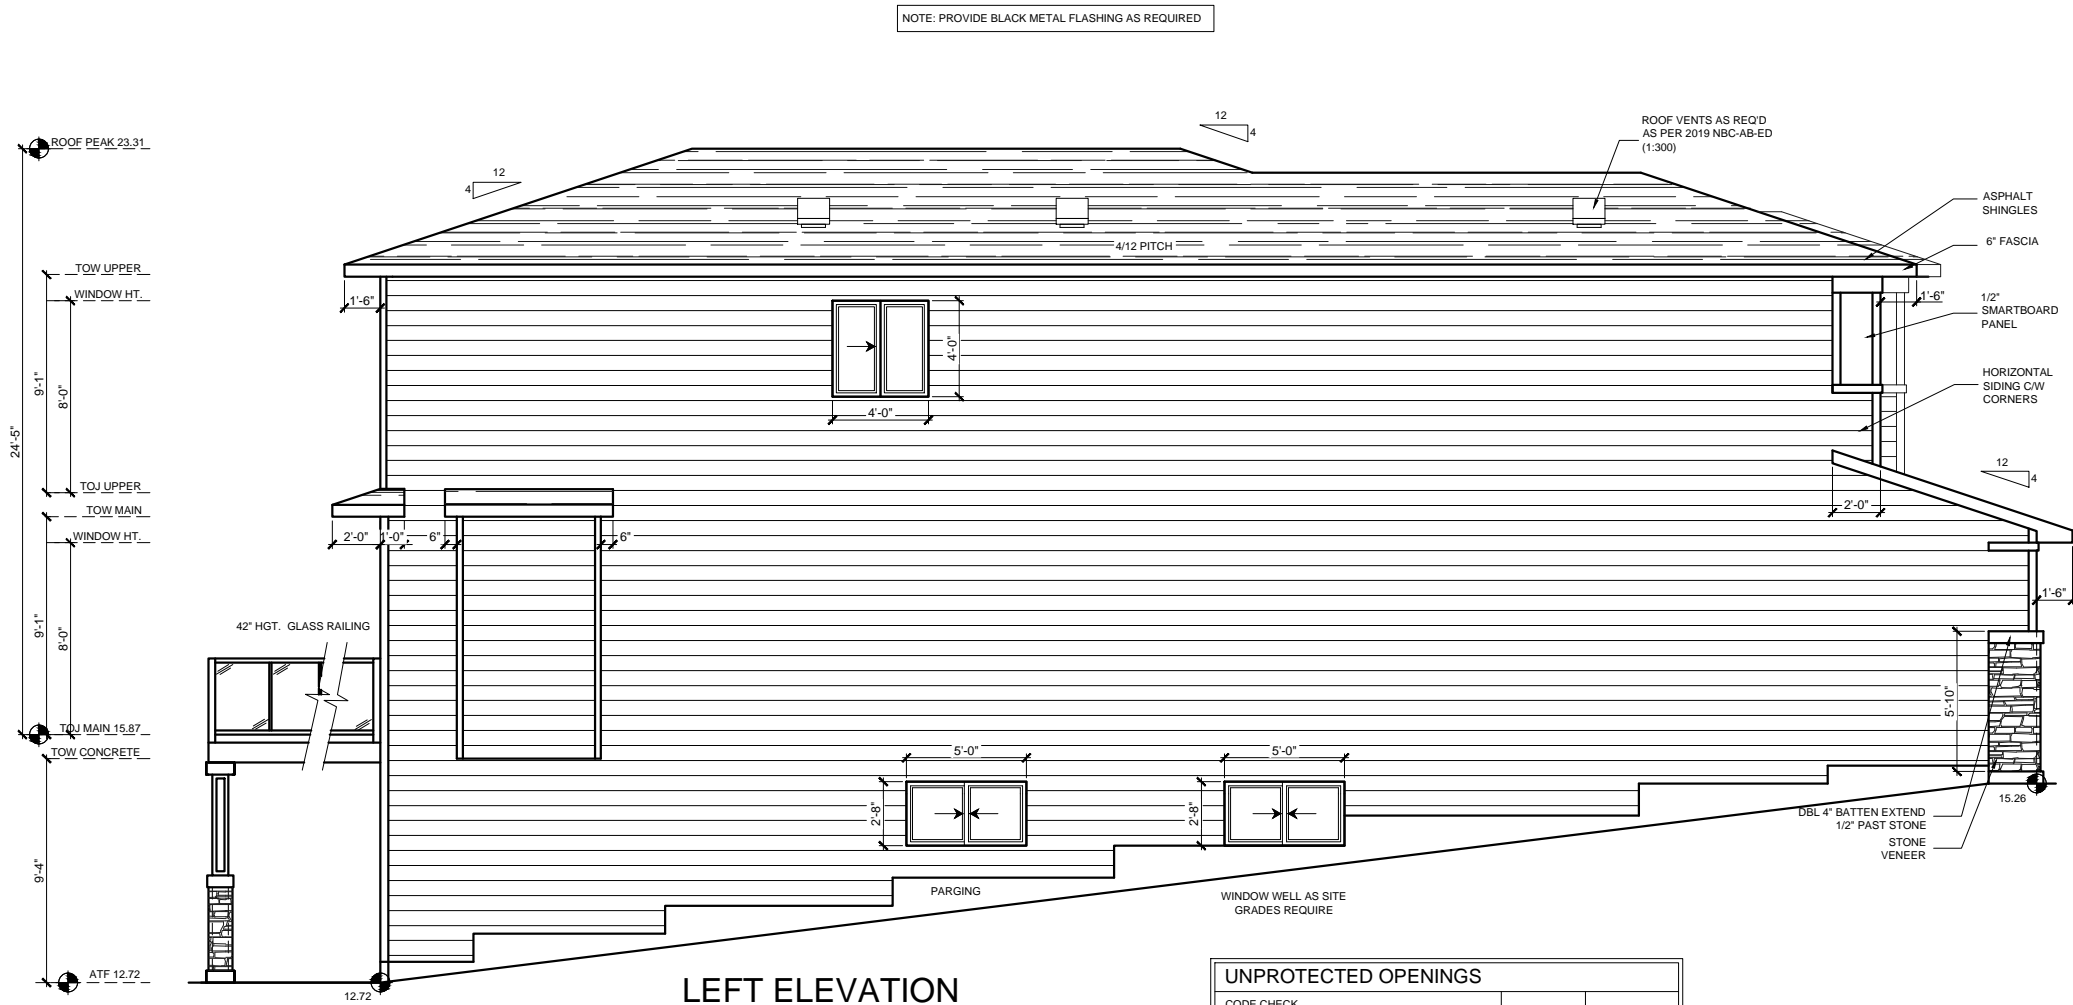 NOTE: PROVIDE BLACK METAL FLASHING AS REQUIRED
12
4
ROOF VENTS AS REQ'D
AS PER 2019 NBC-AB-ED
(1:300)
ROOF PEAK 23.31
12
4
ASPHALT
SHINGLES
4/12 PITCH
6" FASCIA
TOW UPPER
WINDOW HT.
1'-6"
1'-6"
1/2"
SMARTBOARD
PANEL
4'-0"
4'-0"
HORIZONTAL
SIDING C/W
CORNERS
9'-1"
8'-0"
24'-5"
12
4
TOJ UPPER
TOW MAIN
WINDOW HT.
2'-0"
2'-0"
1'-0"
6"
6"
1'-6"
42" HGT. GLASS RAILING
9'-1"
8'-0"
5'-10"
TOJ MAIN 15.87
TOW CONCRETE
5'-0"
5'-0"
2'-8"
2'-8"
15.26
DBL 4" BATTEN EXTEND
1/2" PAST STONE
STONE
VENEER
9'-4"
PARGING
WINDOW WELL AS SITE
GRADES REQUIRE
ATF 12.72
12.72
LEFT ELEVATION
UNPROTECTED OPENINGS
CODE CHECK